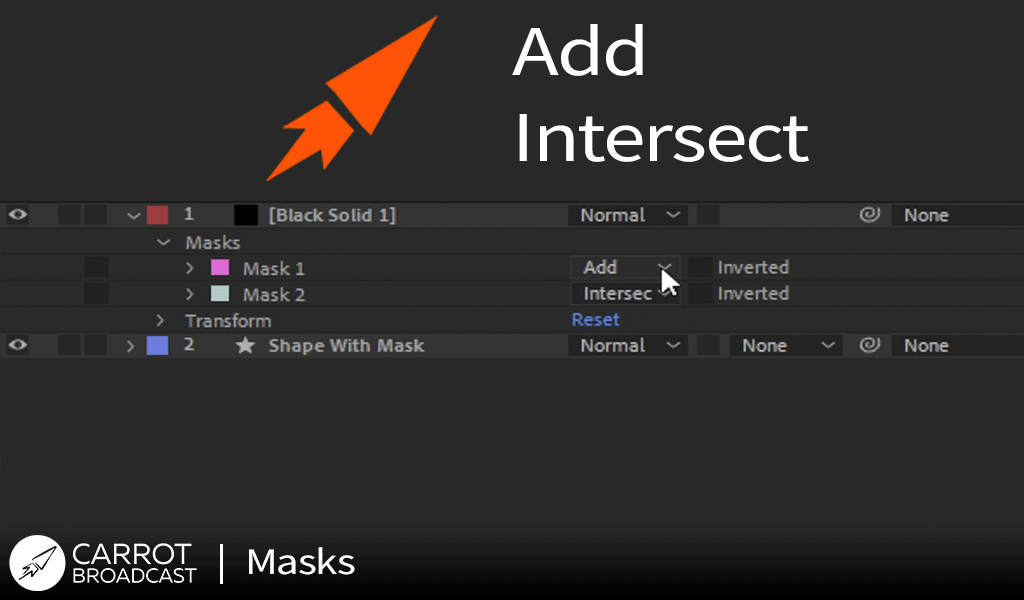 Add
Intersect
1 [Black Solid 1] Normal None
Masks
Mask 1 Add Inverted
Mask 2 Intersec Inverted
Transform Reset
2 Shape With Mask Normal None None
CARROT
BROADCAST
Masks